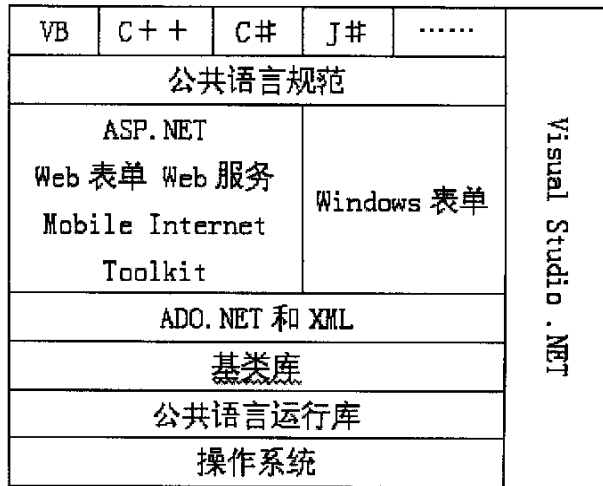 VB C++ C# J# ……
公共语言规范
ASP.NET
Web 表单 Web 服务
Mobile Internet
Toolkit
Windows 表单
ADO.NET 和 XML
基类库
公共语言运行库
操作系统
Visual Studio .NET